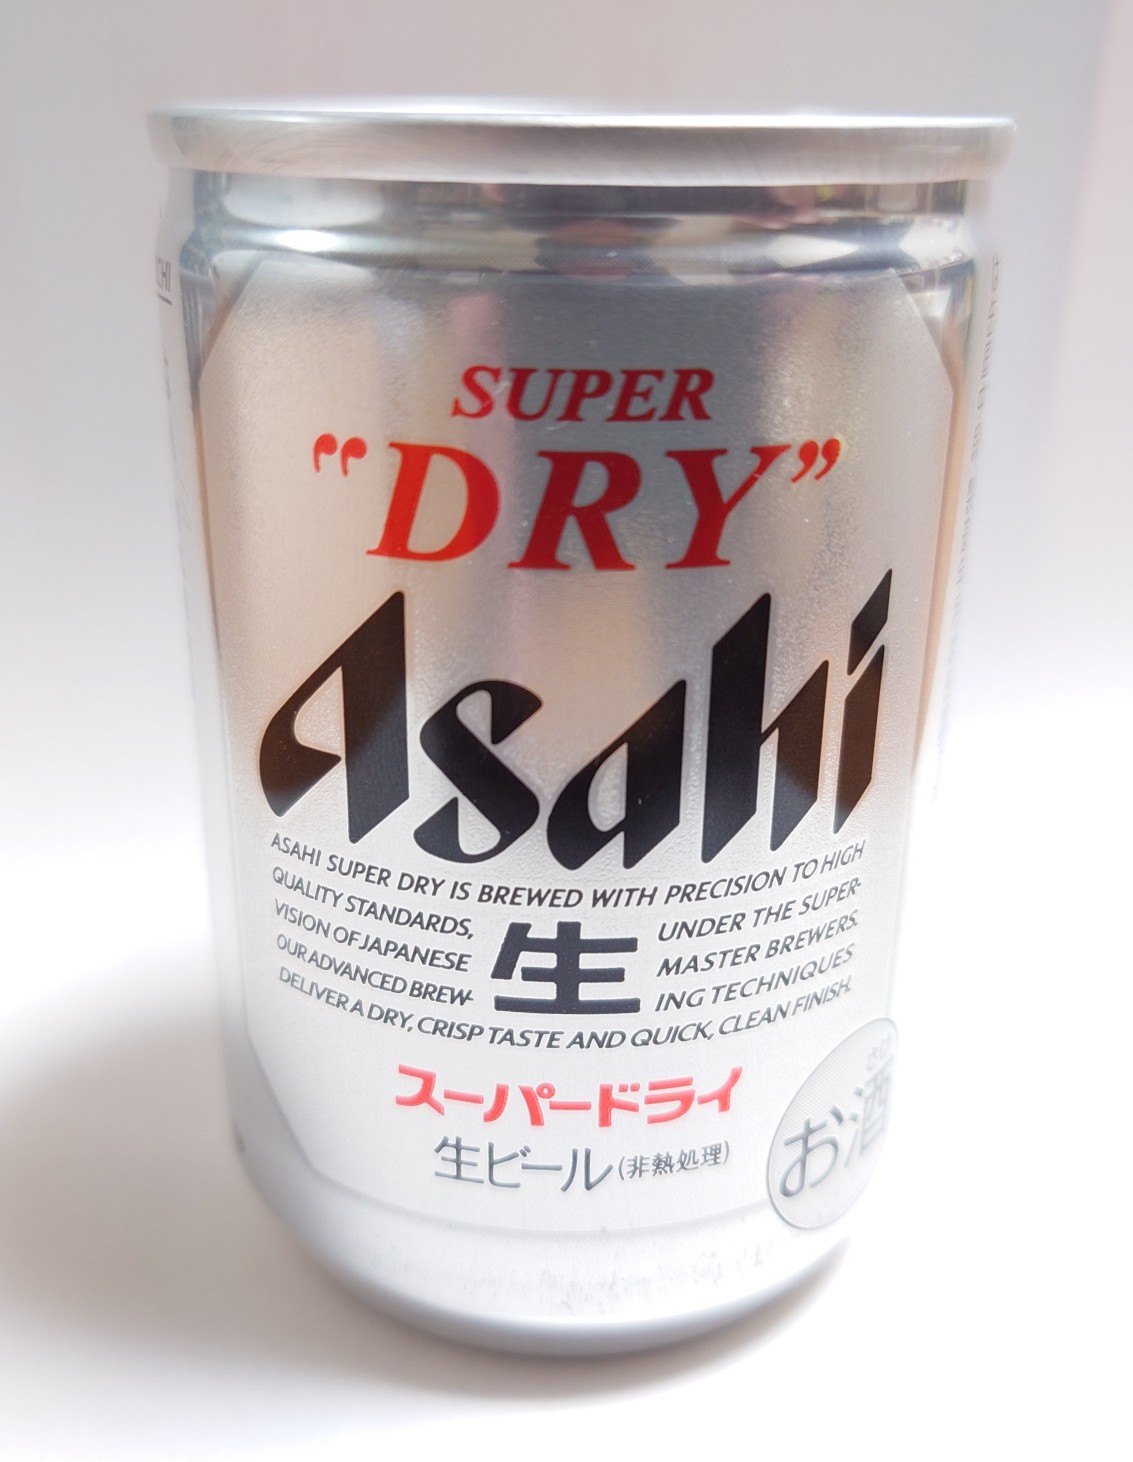 SUPER
“DRY”
Asahi
ASAHI SUPER DRY IS BREWED WITH PRECISION TO HIGH
QUALITY STANDARDS, UNDER THE SUPER-
VISION OF JAPANESE 生 MASTER BREWERS.
OUR ADVANCED BREW- ING TECHNIQUES
DELIVER A DRY, CRISP TASTE AND QUICK, CLEAN FINISH.
スーパードライ
生ビール(非熱処理)
お酒